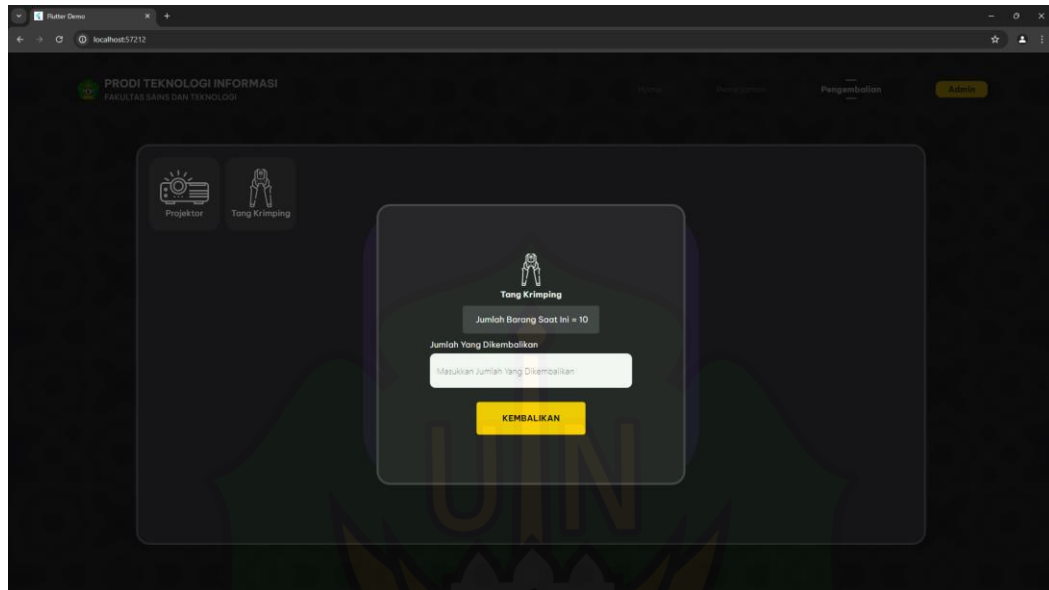 Flutter Demo
localhost:57212
PRODI TEKNOLOGI INFORMASI
FAKULTAS SAINS DAN TEKNOLOGI
Home
Peminjaman
Pengembalian
Admin
Projektor
Tang Krimping
Tang Krimping
Jumlah Barang Saat Ini = 10
Jumlah Yang Dikembalikan
Masukkan Jumlah Yang Dikembalikan
KEMBALIKAN
UIN